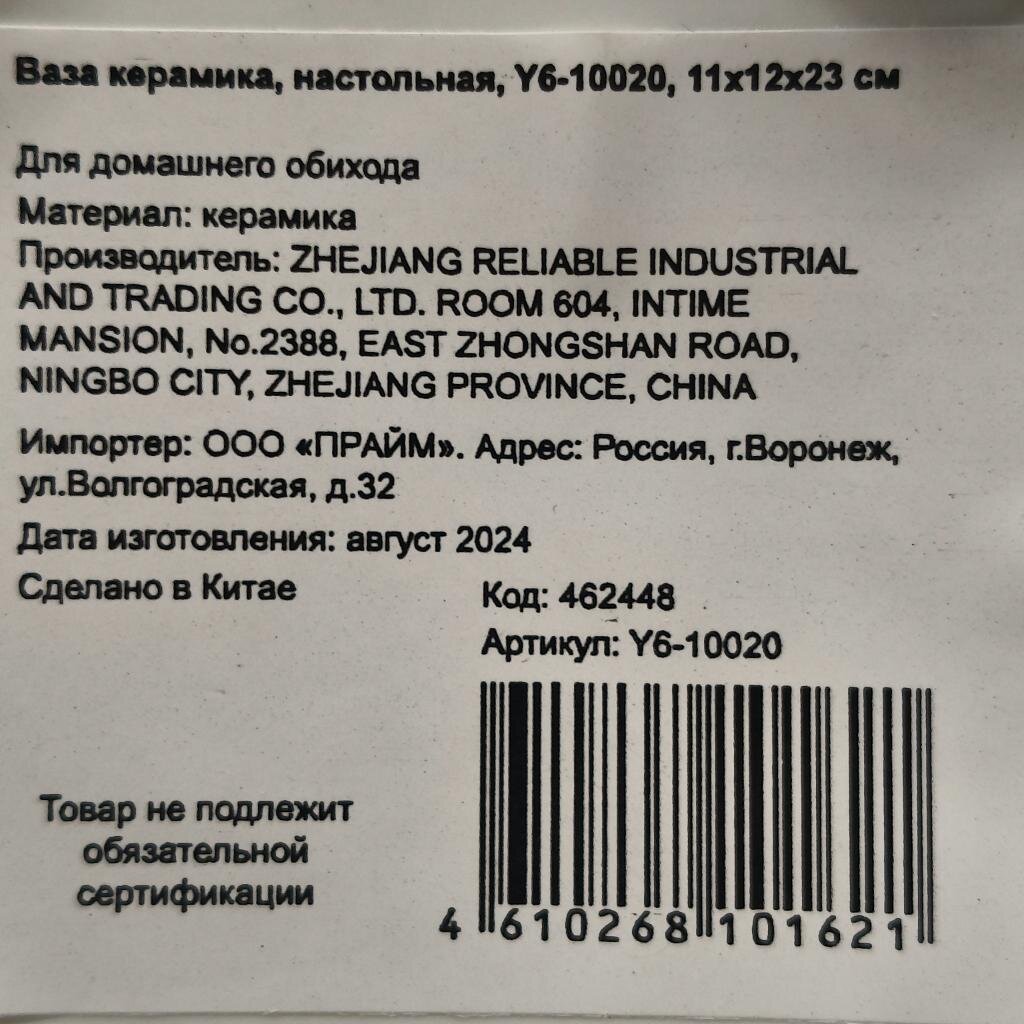 Ваза керамика, настольная, Y6-10020, 11х12х23 см
Для домашнего обихода
Материал: керамика
Производитель: ZHEJIANG RELIABLE INDUSTRIAL
AND TRADING CO., LTD. ROOM 604, INTIME
MANSION, No.2388, EAST ZHONGSHAN ROAD,
NINGBO CITY, ZHEJIANG PROVINCE, CHINA
Импортер: ООО «ПРАЙМ». Адрес: Россия, г.Воронеж,
ул.Волгоградская, д.32
Дата изготовления: август 2024
Сделано в Китае
Код: 462448
Артикул: Y6-10020
Товар не подлежит
обязательной
сертификации
4 610268 101621